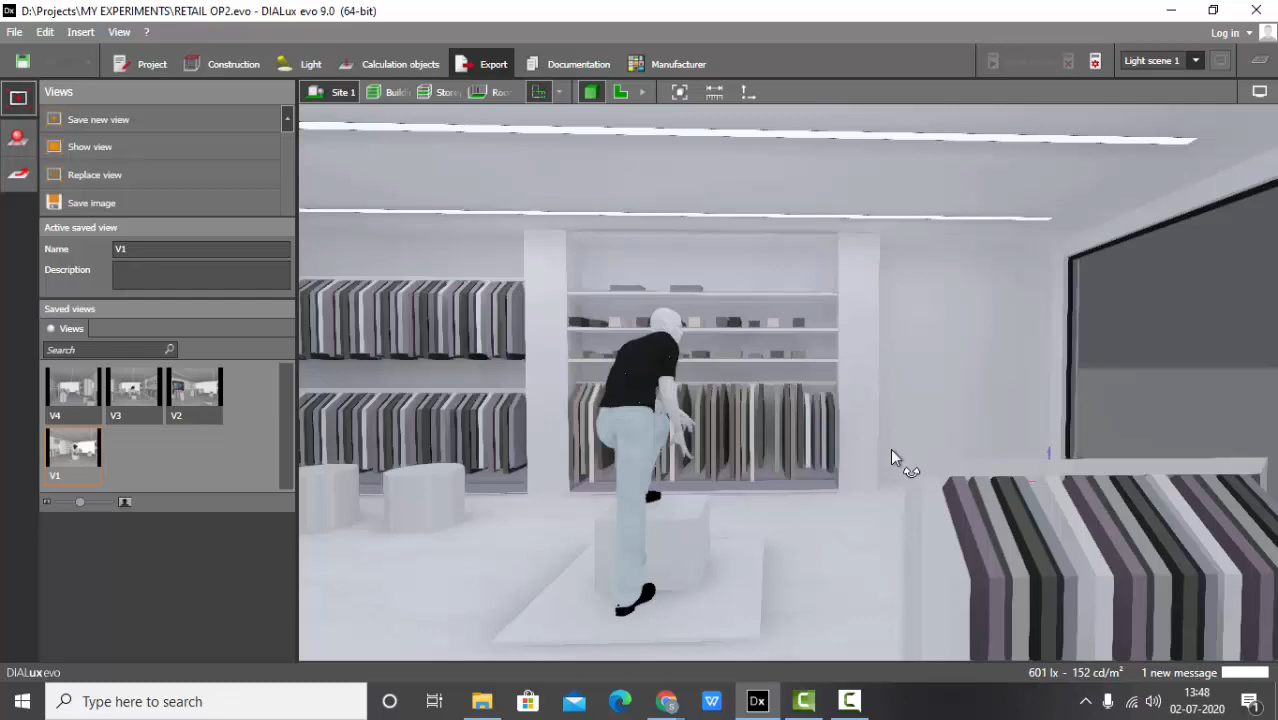 D:\Projects\MY EXPERIMENTS\RETAIL OP2.evo - DIALux evo 9.0  (64-bit)
File Edit Insert View ?
Log in
Project Construction Light Calculation objects Export Documentation Manufacturer
Light scene 1
Views
Site 1
Save new view
Show view
Replace view
Save image
Active saved view
Name V1
Description
Saved views
Views
Search
V4 V3 V2
V1
DIALux evo
601 lx - 152 cd/m²
1 new message
Type here to search
Dx
13:48
02-07-2020